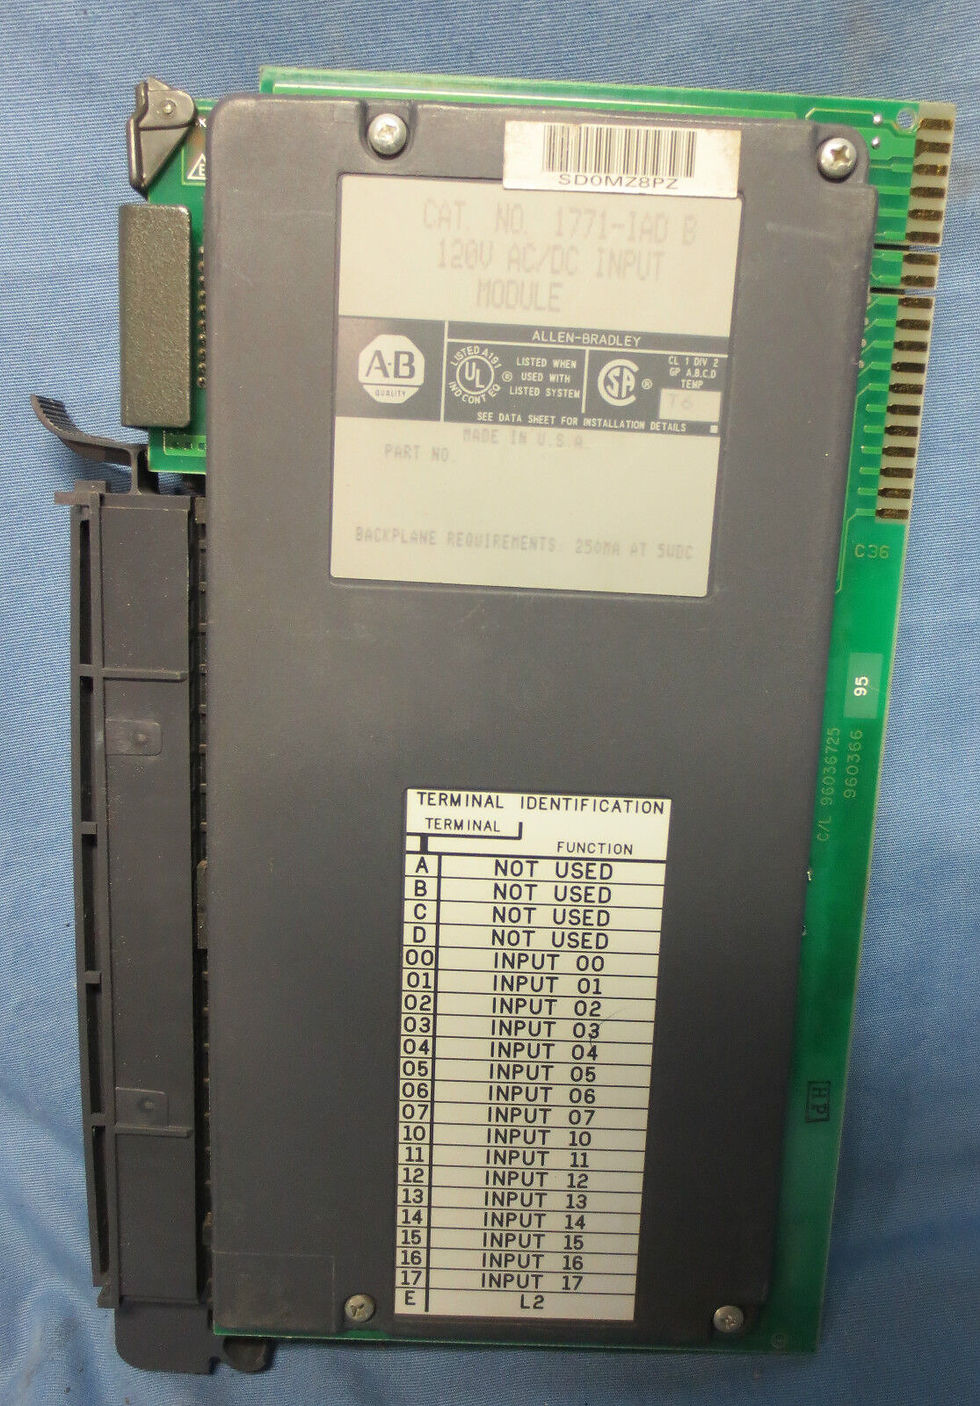 SD0MZ8PZ
CAT. NO. 1771-IAD B
120V AC/DC INPUT
MODULE
ALLEN-BRADLEY
A-B
QUALITY
LISTED A191
UL
IND CONT EQ
®
LISTED WHEN
USED WITH
LISTED SYSTEM
SA
®
CL 1 DIV 2
GP A,B,C,D
TEMP
T6
SEE DATA SHEET FOR INSTALLATION DETAILS
MADE IN U.S.A.
PART NO.
BACKPLANE REQUIREMENTS: 250MA AT 5VDC
C36
95
C/L 96036725
960366
HP
TERMINAL IDENTIFICATION
TERMINAL
FUNCTION
A NOT USED
B NOT USED
C NOT USED
D NOT USED
00 INPUT 00
01 INPUT 01
02 INPUT 02
03 INPUT 03
04 INPUT 04
05 INPUT 05
06 INPUT 06
07 INPUT 07
10 INPUT 10
11 INPUT 11
12 INPUT 12
13 INPUT 13
14 INPUT 14
15 INPUT 15
16 INPUT 16
17 INPUT 17
E L2